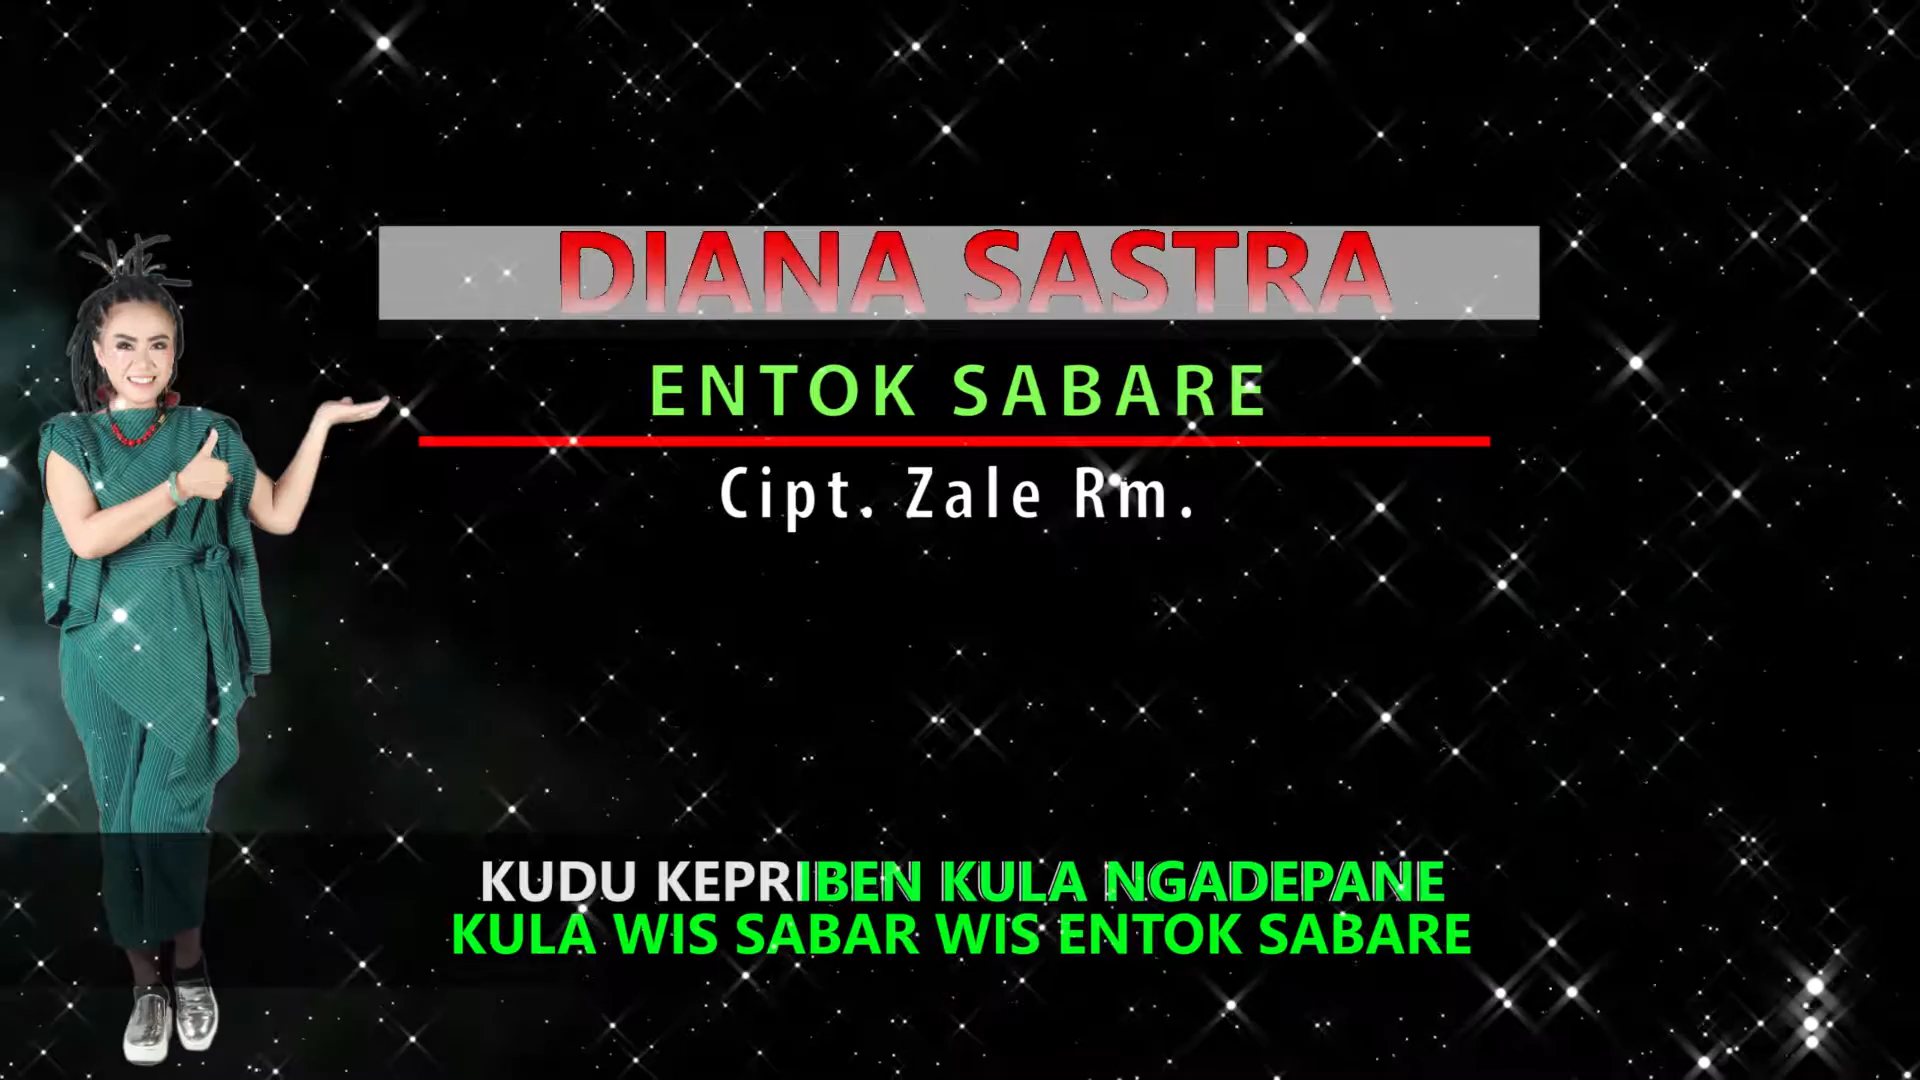 DIANA SASTRA
ENTOK SABARE
Cipt. Zale Rm.
KUDU KEPRIBEN KULA NGADEPANE
KULA WIS SABAR WIS ENTOK SABARE